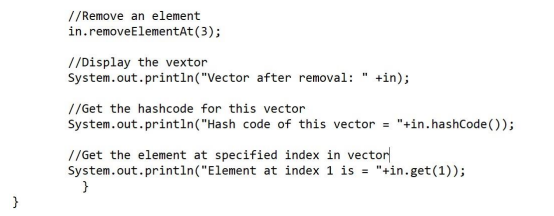 //Remove an element
in.removeElementAt(3);
//Display the vextor
System.out.println("Vector after removal: " +in);
//Get the hashcode for this vector
System.out.println("Hash code of this vector = "+in.hashCode());
//Get the element at specified index in vector
System.out.println("Element at index 1 is = "+in.get(1));
}
}